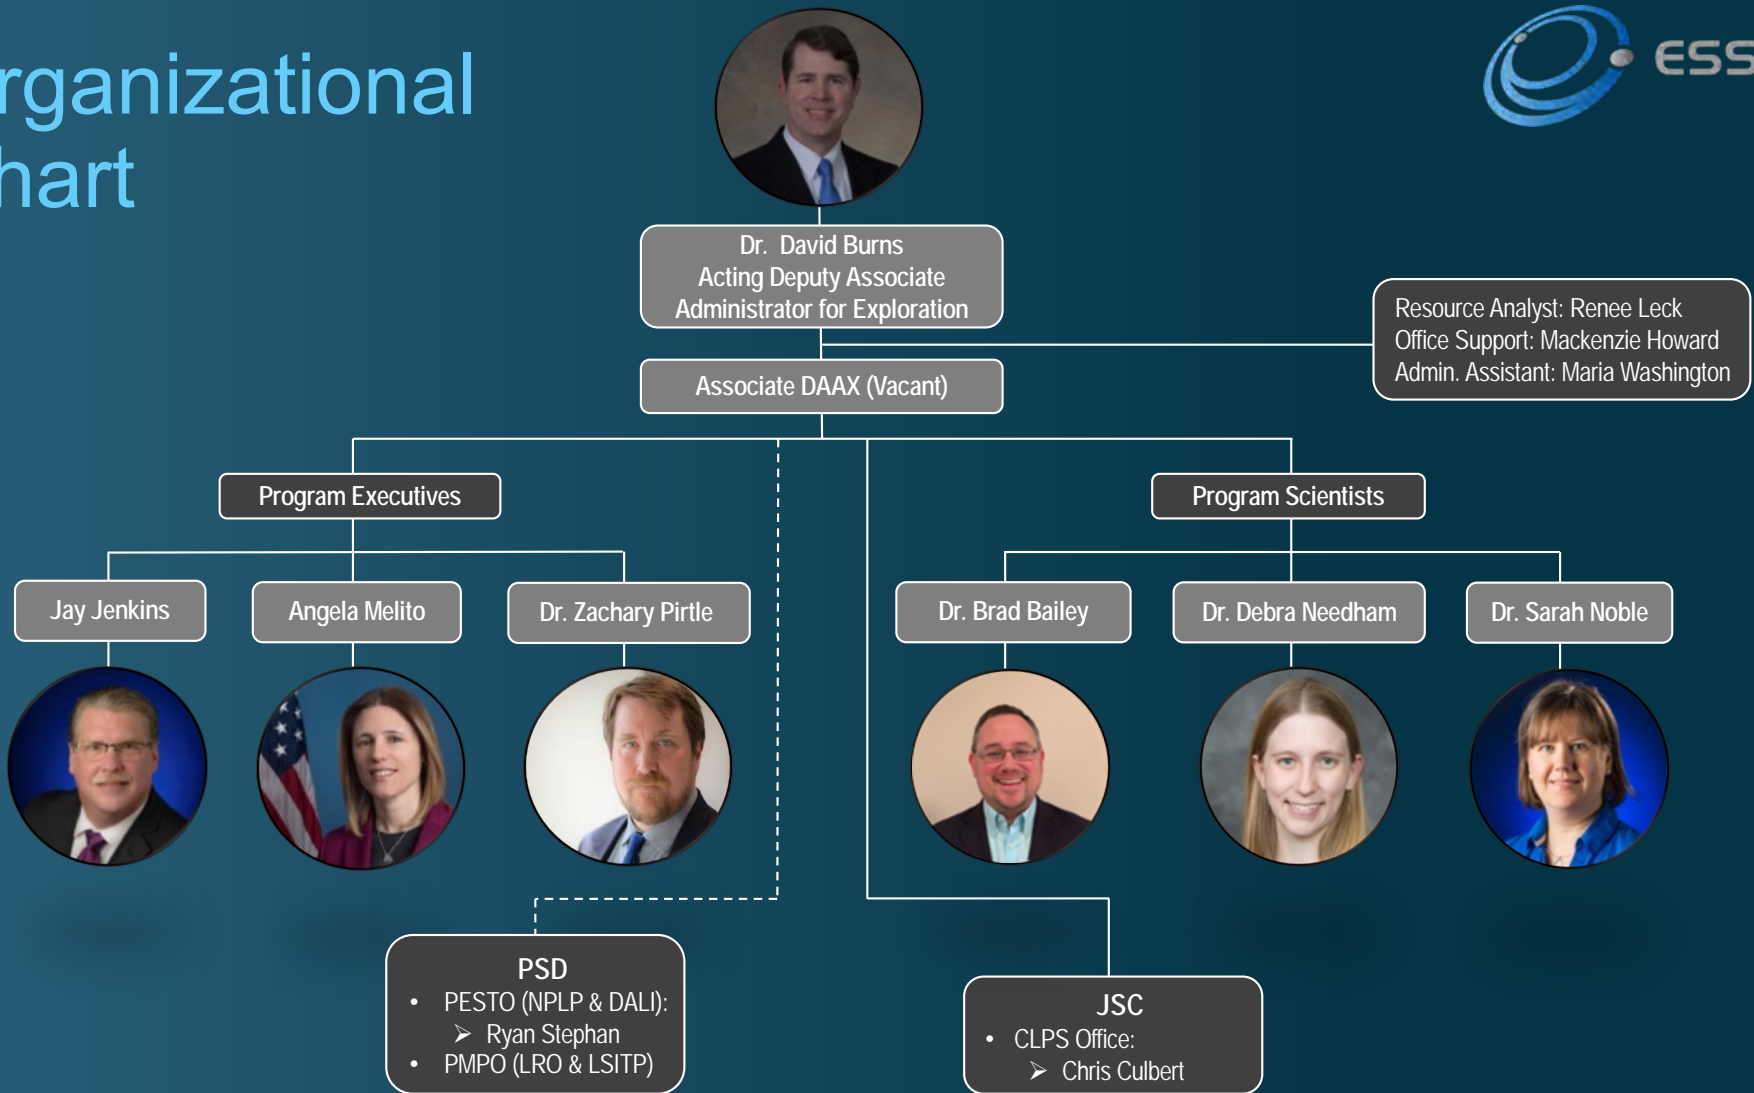 rganizational
hart
ESS
Dr. David Burns
Acting Deputy Associate
Administrator for Exploration
Resource Analyst: Renee Leck
Office Support: Mackenzie Howard
Admin. Assistant: Maria Washington
Associate DAAX (Vacant)
Program Executives
Program Scientists
Jay Jenkins
Angela Melito
Dr. Zachary Pirtle
Dr. Brad Bailey
Dr. Debra Needham
Dr. Sarah Noble
PSD
• PESTO (NPLP & DALI):
➢ Ryan Stephan
• PMPO (LRO & LSITP)
JSC
• CLPS Office:
➢ Chris Culbert